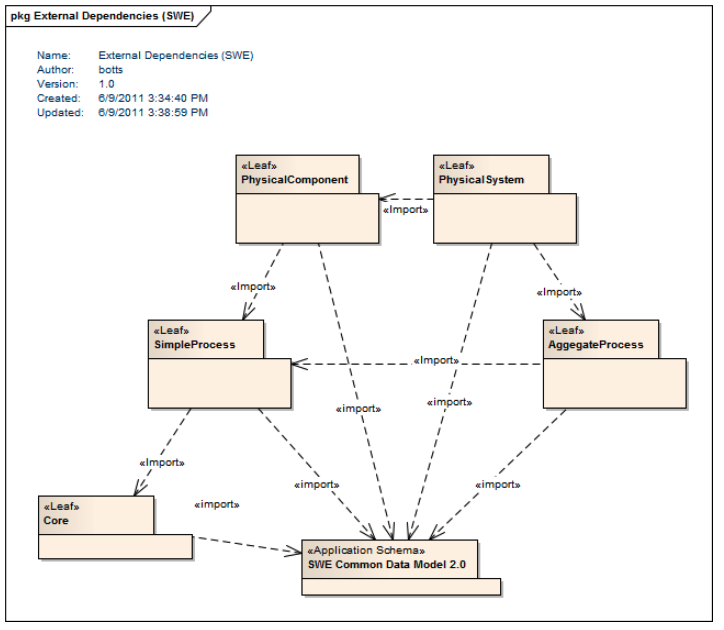 pkg External Dependencies (SWE)
Name: External Dependencies (SWE)
Author: botts
Version: 1.0
Created: 6/9/2011 3:34:40 PM
Updated: 6/9/2011 3:38:59 PM
«Leaf»
PhysicalComponent
«Leaf»
PhysicalSystem
«Import»
«Import»
«Import»
«Leaf»
SimpleProcess
«Leaf»
AggegateProcess
«Import»
«import»
«import»
«Import»
«import»
«import»
«Leaf»
Core
«import»
«Application Schema»
SWE Common Data Model 2.0